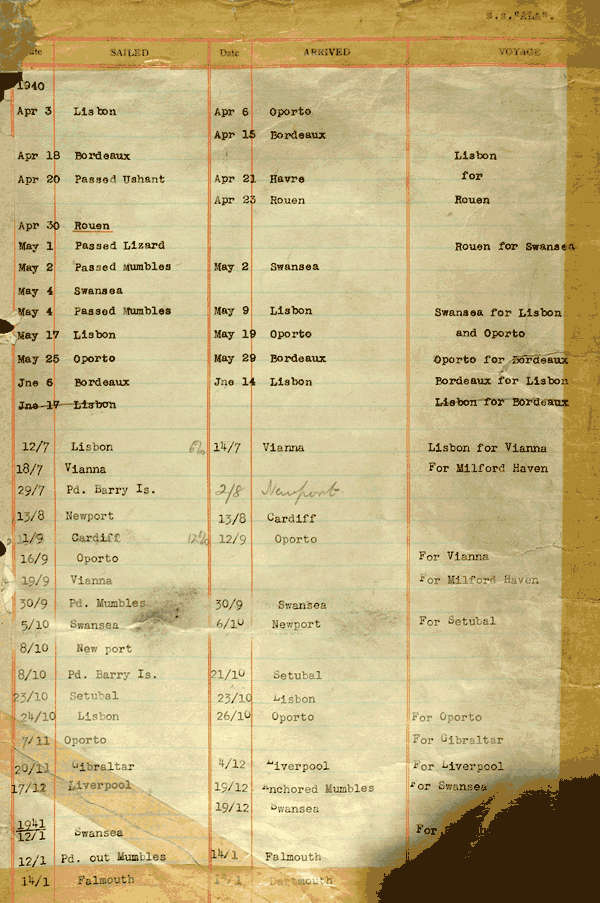 S.S."ALA".
Date SAILED Date ARRIVED VOYAGE
1940
Apr 3 Lisbon Apr 6 Oporto
Apr 15 Bordeaux
Apr 18 Bordeaux Lisbon
Apr 20 Passed Ushant Apr 21 Havre for
Apr 23 Rouen Rouen
Apr 30 Rouen
May 1 Passed Lizard Rouen for Swansea
May 2 Passed Mumbles May 2 Swansea
May 4 Swansea
May 4 Passed Mumbles May 9 Lisbon Swansea for Lisbon
May 17 Lisbon May 19 Oporto and Oporto
May 25 Oporto May 29 Bordeaux Oporto for Bordeaux
Jne 6 Bordeaux Jne 14 Lisbon Bordeaux for Lisbon
Jne 17 Lisbon Lisbon for Bordeaux
12/7 Lisbon 14/7 Vianna Lisbon for Vianna
18/7 Vianna For Milford Haven
29/7 Pd. Barry Is. 2/8 Newport
13/8 Newport 13/8 Cardiff
11/9 Cardiff 12/9 Oporto
16/9 Oporto For Vianna
19/9 Vianna For Milford Haven
30/9 Pd. Mumbles 30/9 Swansea
5/10 Swansea 6/10 Newport For Setubal
8/10 New port
8/10 Pd. Barry Is. 21/10 Setubal
23/10 Setubal 23/10 Lisbon
24/10 Lisbon 26/10 Oporto For Oporto
7/11 Oporto For Gibraltar
20/11 Gibraltar 4/12 Liverpool For Liverpool
17/12 Liverpool 19/12 Anchored Mumbles For Swansea
19/12 Swansea
1941
12/1 Swansea For
12/1 Pd. out Mumbles 14/1 Falmouth
14/1 Falmouth Dartmouth